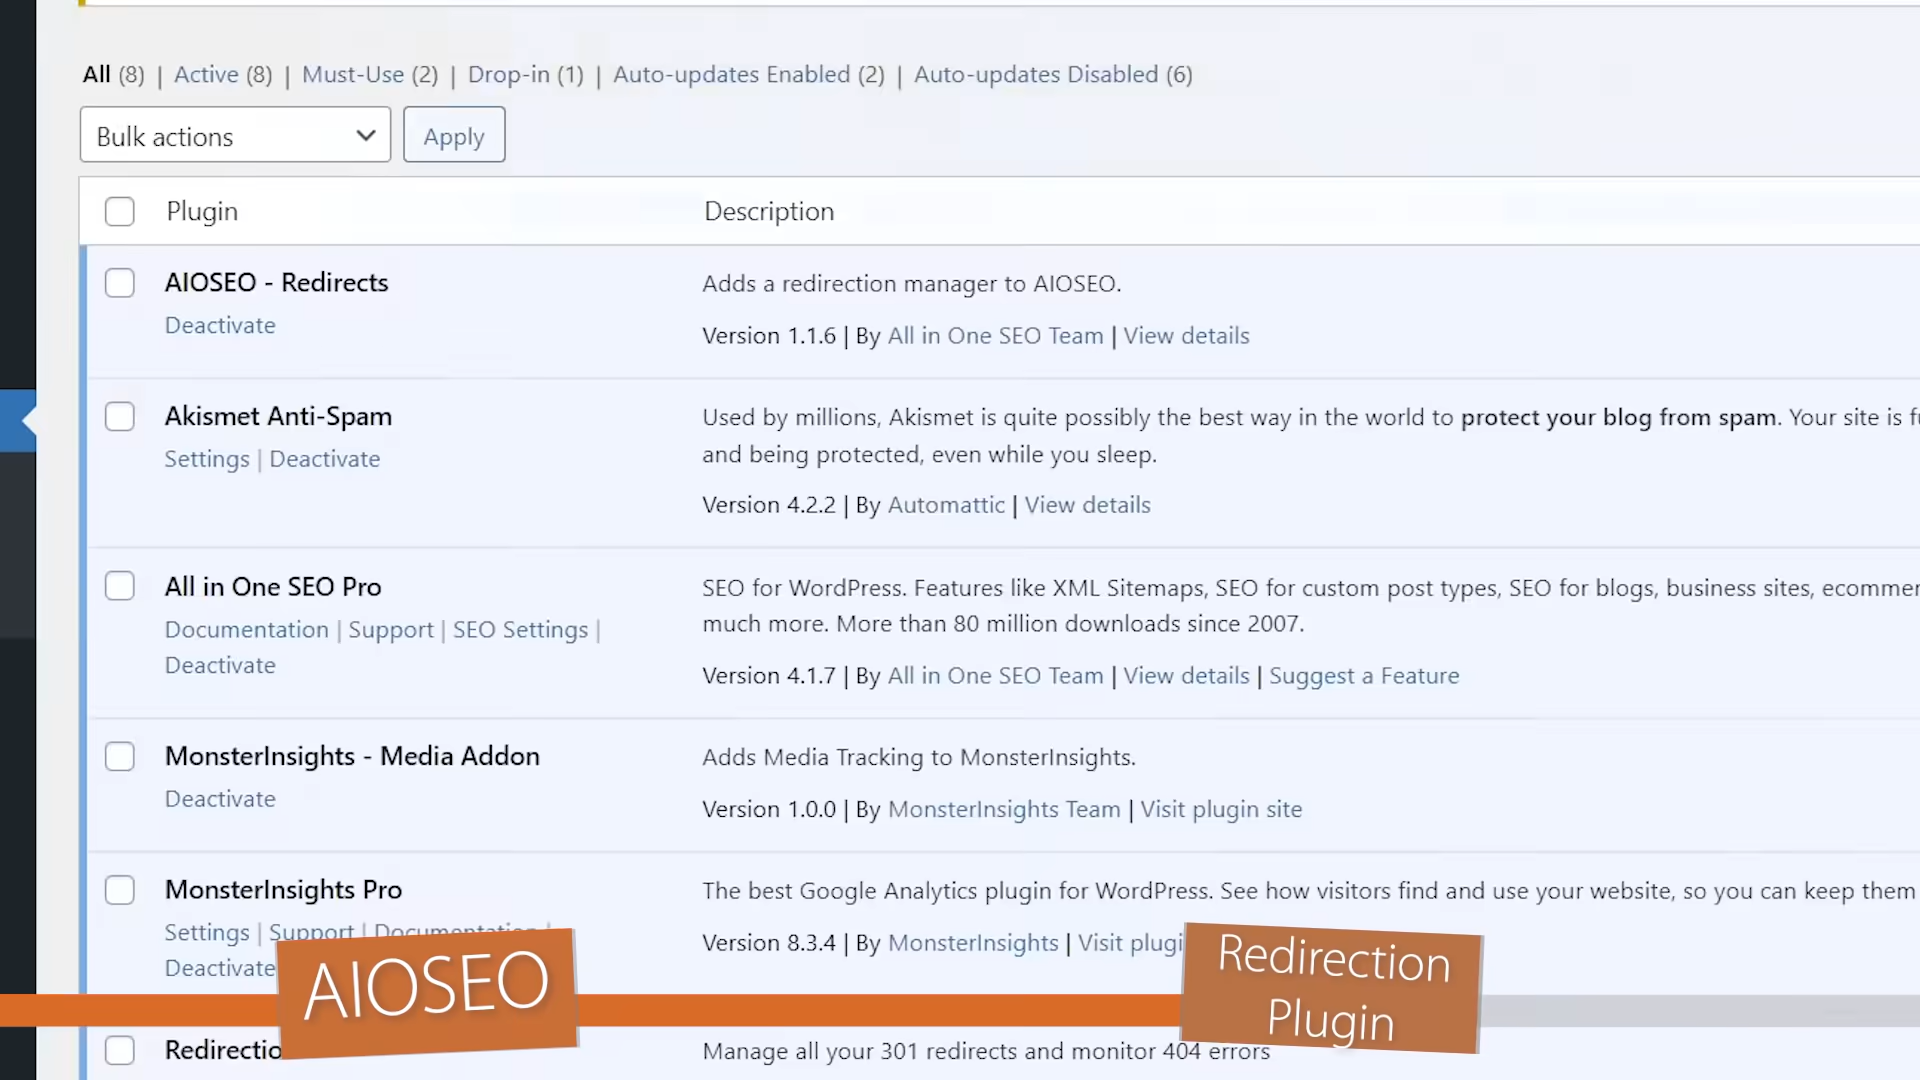 All (8) | Active (8) | Must-Use (2) | Drop-in (1) | Auto-updates Enabled (2) | Auto-updates Disabled (6)
Bulk actions
Apply
Plugin
Description
AIOSEO - Redirects
Adds a redirection manager to AIOSEO.
Deactivate
Version 1.1.6 | By All in One SEO Team | View details
Akismet Anti-Spam
Used by millions, Akismet is quite possibly the best way in the world to protect your blog from spam. Your site is
Settings | Deactivate
and being protected, even while you sleep.
Version 4.2.2 | By Automattic | View details
All in One SEO Pro
SEO for WordPress. Features like XML Sitemaps, SEO for custom post types, SEO for blogs, business sites,
Documentation | Support | SEO Settings |
much more. More than 80 million downloads since 2007.
Deactivate
Version 4.1.7 | By All in One SEO Team | View details | Suggest a Feature
MonsterInsights - Media Addon
Adds Media Tracking to MonsterInsights.
Deactivate
Version 1.0.0 | By MonsterInsights Team | Visit plugin site
MonsterInsights Pro
The best Google Analytics plugin for WordPress. See how visitors find and use your website, so you can keep them
Settings | Support | Documentation |
Version 8.3.4 | By MonsterInsights | Visit
Deactivate
AIOSEO
Redirection
Plugin
Manage all your 301 redirects and monitor 404 errors